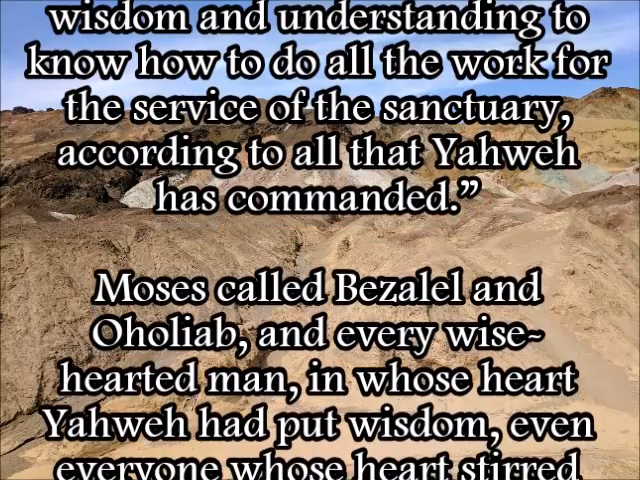 wisdom and understanding to
know how to do all the work for
the service of the sanctuary,
according to all that Yahweh
has commanded.”
Moses called Bezalel and
Oholiab, and every wise-
hearted man, in whose heart
Yahweh had put wisdom, even
everyone whose heart stirred